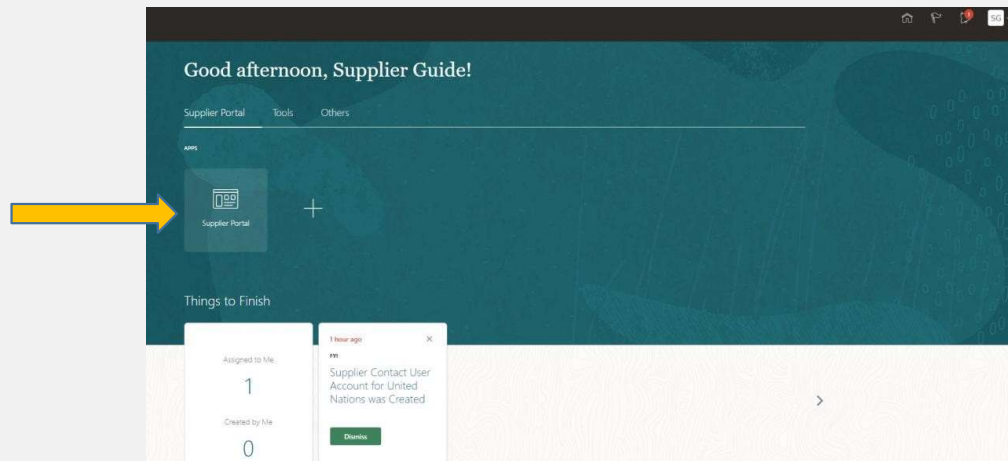 1
SG
Good afternoon, Supplier Guide!
Supplier Portal Tools Others
APPS
Supplier Portal
Things to Finish
Assigned to Me
1
Created by Me
0
1 hour ago
FYI
Supplier Contact User
Account for United
Nations was Created
Dismiss